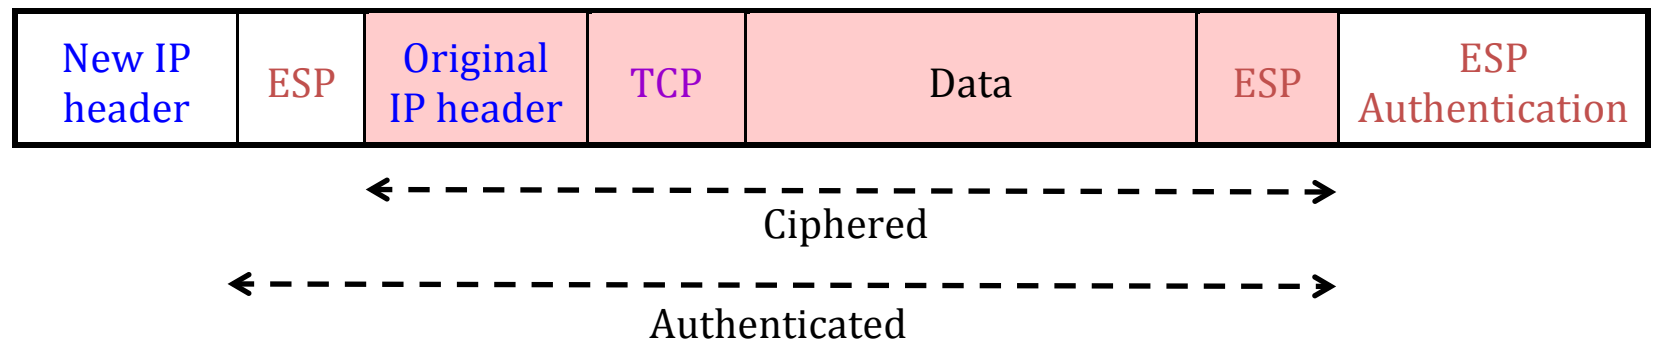 New IP
header
ESP
Original
IP header
TCP
Data
ESP
ESP
Authentication
Ciphered
Authenticated